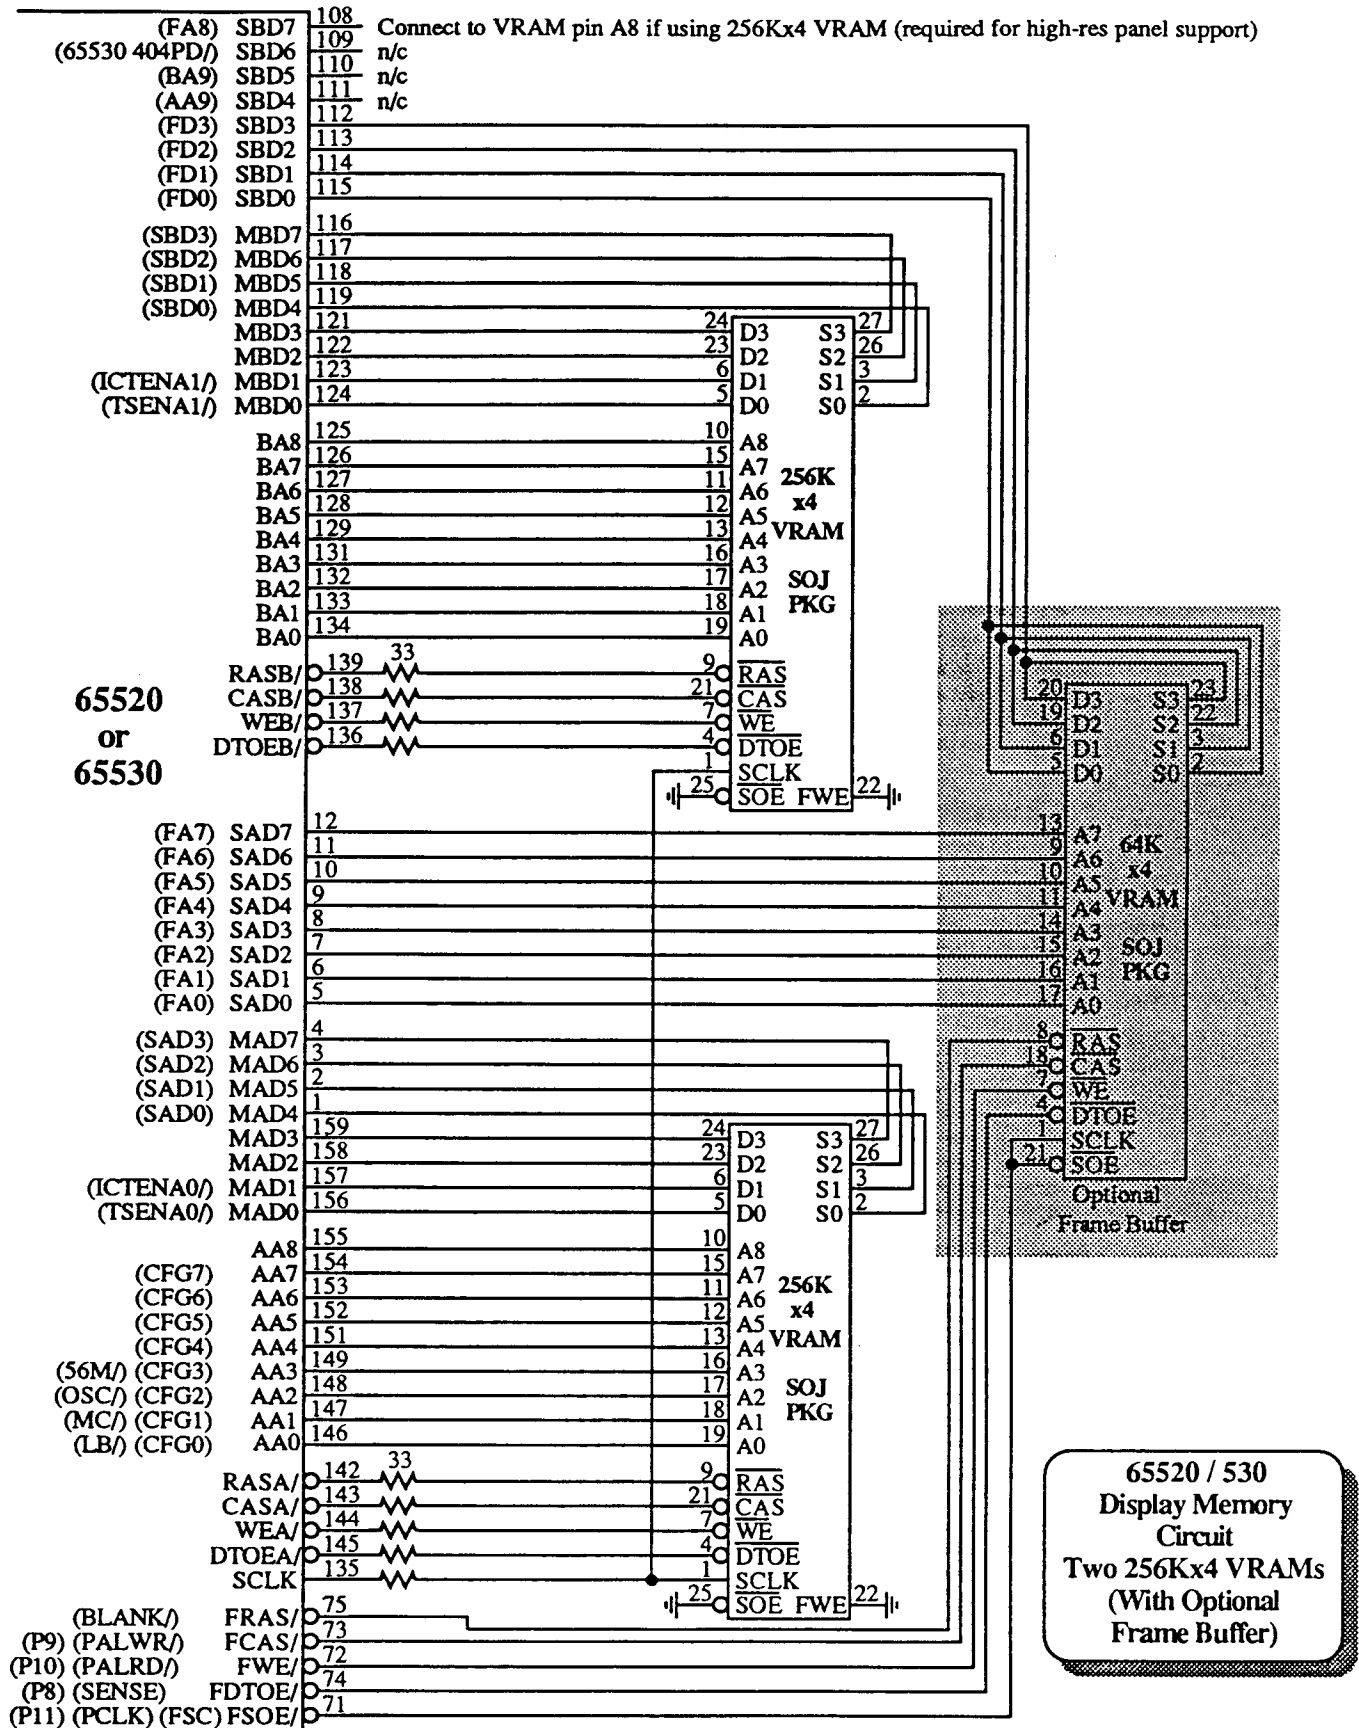 (FA8) SBD7 108 Connect to VRAM pin A8 if using 256Kx4 VRAM (required for high-res panel support)
(65530 404PD/) SBD6 109 n/c
(BA9) SBD5 110 n/c
(AA9) SBD4 111 n/c
(FD3) SBD3 112
(FD2) SBD2 113
(FD1) SBD1 114
(FD0) SBD0 115
(SBD3) MBD7 116
(SBD2) MBD6 117
(SBD1) MBD5 118
(SBD0) MBD4 119
MBD3 121 24 D3 S3 27
MBD2 122 23 D2 S2 26
(ICTENA1/) MBD1 123 6 D1 S1 3
(TSENA1/) MBD0 124 5 D0 S0 2
BA8 125 10 A8
BA7 126 15 A7
BA6 127 11 A6
BA5 128 12 A5
BA4 129 13 A4
BA3 131 16 A3
BA2 132 17 A2
BA1 133 18 A1
BA0 134 19 A0
256K
x4
VRAM
SOJ
PKG
33
RASB/ 139 9 RAS
CASB/ 138 21 CAS
WEB/ 137 7 WE
DTOEB/ 136 4 DTOE
1 SCLK
25 SOE FWE 22
65520
or
65530
20 D3 S3 23
19 D2 S2 22
6 D1 S1 3
5 D0 S0 2
(FA7) SAD7 12 13 A7
(FA6) SAD6 11 9 A6
(FA5) SAD5 10 10 A5
(FA4) SAD4 9 11 A4
(FA3) SAD3 8 14 A3
(FA2) SAD2 7 15 A2
(FA1) SAD1 6 16 A1
(FA0) SAD0 5 17 A0
64K
x4
VRAM
SOJ
PKG
8 RAS
18 CAS
7 WE
4 DTOE
1 SCLK
21 SOE
Optional
Frame Buffer
(SAD3) MAD7 4
(SAD2) MAD6 3
(SAD1) MAD5 2
(SAD0) MAD4 1
MAD3 159 24 D3 S3 27
MAD2 158 23 D2 S2 26
(ICTENA0/) MAD1 157 6 D1 S1 3
(TSENA0/) MAD0 156 5 D0 S0 2
AA8 155 10 A8
(CFG7) AA7 154 15 A7
(CFG6) AA6 153 11 A6
(CFG5) AA5 152 12 A5
(CFG4) AA4 151 13 A4
(56M/) (CFG3) AA3 149 16 A3
(OSC/) (CFG2) AA2 148 17 A2
(MC/) (CFG1) AA1 147 18 A1
(LB/) (CFG0) AA0 146 19 A0
256K
x4
VRAM
SOJ
PKG
33
RASA/ 142 9 RAS
CASA/ 143 21 CAS
WEA/ 144 7 WE
DTOEA/ 145 4 DTOE
SCLK 135 1 SCLK
25 SOE FWE 22
(BLANK/) FRAS/ 75
(P9) (PALWR/) FCAS/ 73
(P10) (PALRD/) FWE/ 72
(P8) (SENSE) FDTOE/ 74
(P11) (PCLK) (FSC) FSOE/ 71
65520 / 530
Display Memory
Circuit
Two 256Kx4 VRAMs
(With Optional
Frame Buffer)